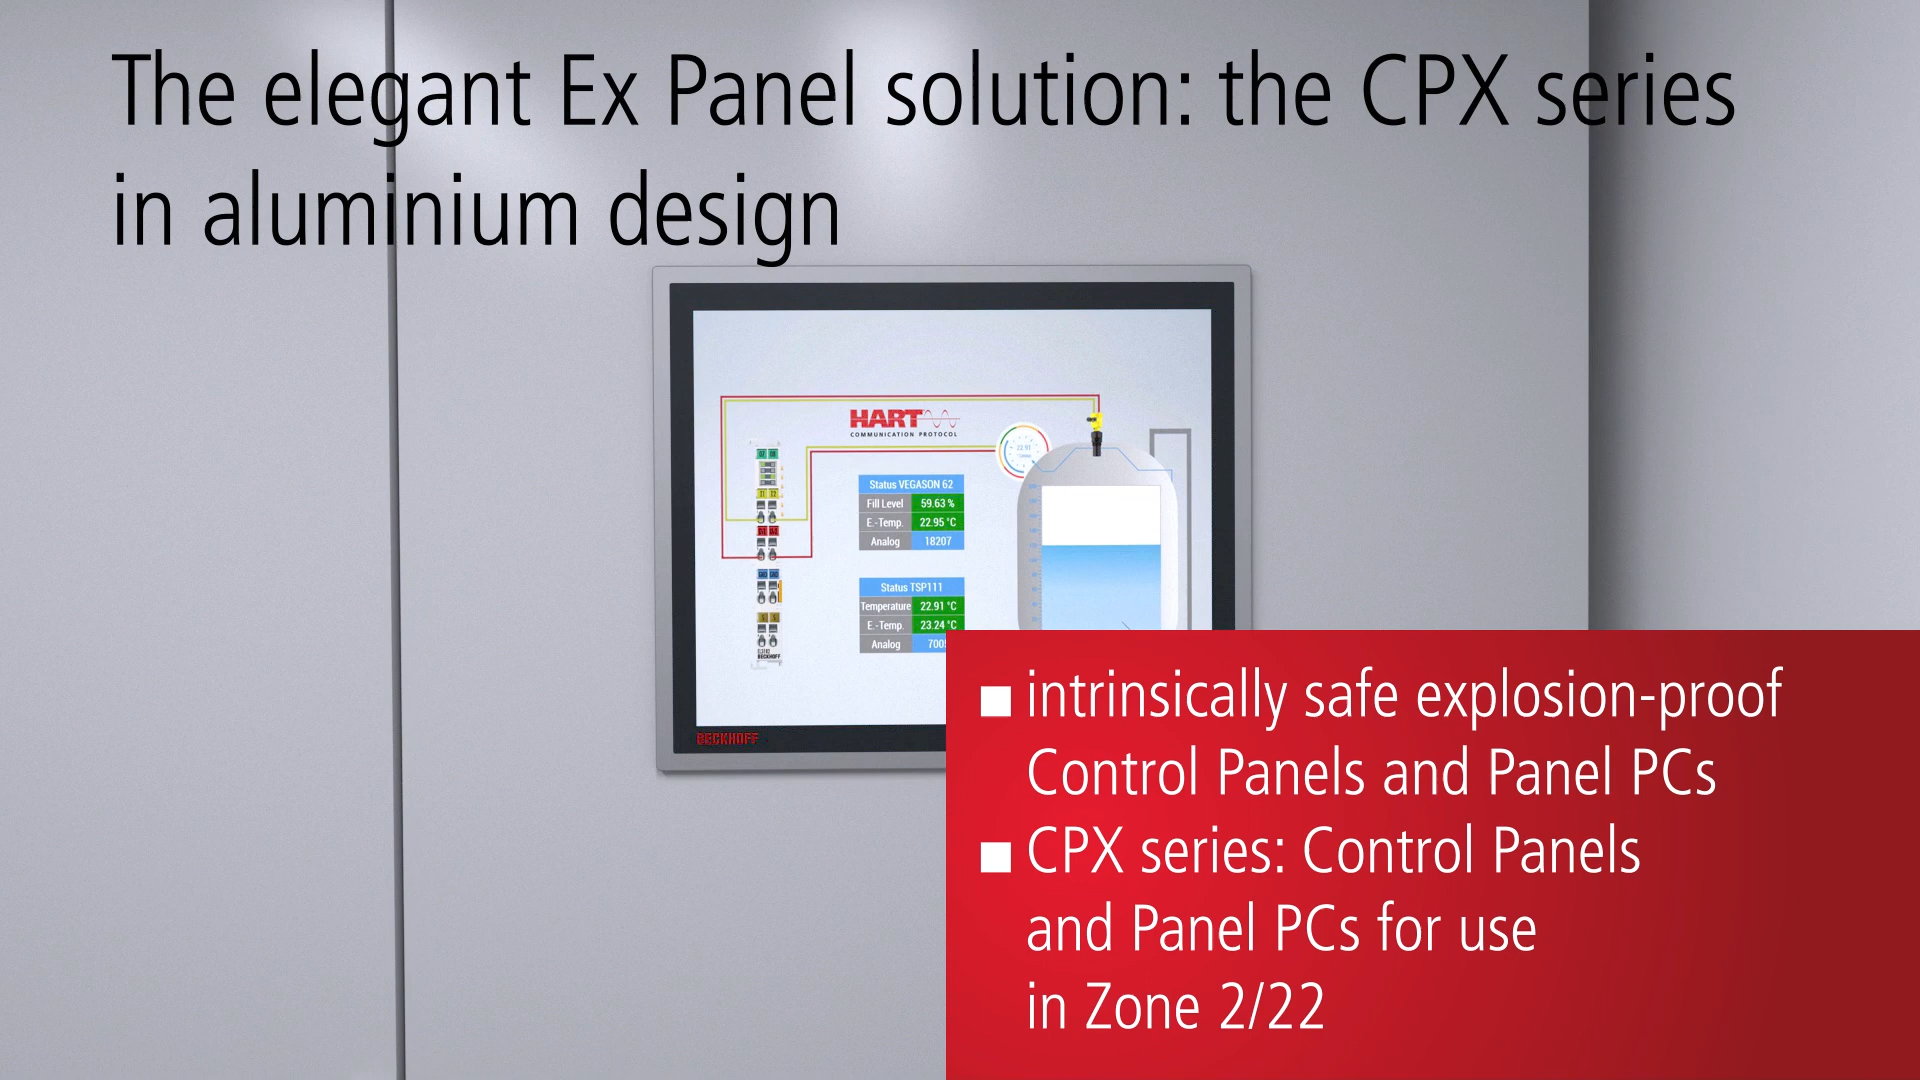 The elegant Ex Panel solution: the CPX series
in aluminium design
HART
COMMUNICATION PROTOCOL
22.91
Status VEGASON 62
Fill Level 59.63 %
E.-Temp. 22.95 °C
Analog 18207
Status TSP111
Temperature 22.91 °C
E.-Temp. 23.24 °C
Analog
BECKHOFF
BECKHOFF
■ intrinsically safe explosion-proof
Control Panels and Panel PCs
■ CPX series: Control Panels
and Panel PCs for use
in Zone 2/22